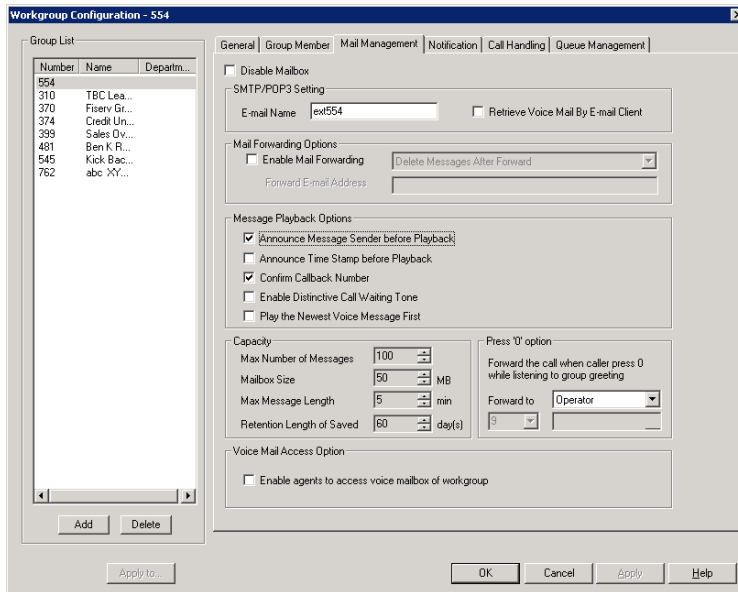 Workgroup Configuration - 554
Group List
Number Name Departm...
554
310 TBC Lea...
370 Fiserv Gr...
374 Credit Un...
399 Sales Ov...
481 Ben K R...
545 Kick Bac...
762 abc XY...
Add Delete
Apply to...
General Group Member Mail Management Notification Call Handling Queue Management
Disable Mailbox
SMTP/POP3 Setting
E-mail Name ext554 Retrieve Voice Mail By E-mail Client
Mail Forwarding Options
Enable Mail Forwarding Delete Messages After Forward
Forward E-mail Address
Message Playback Options
Announce Message Sender before Playback
Announce Time Stamp before Playback
Confirm Callback Number
Enable Distinctive Call Waiting Tone
Play the Newest Voice Message First
Capacity
Max Number of Messages 100
Mailbox Size 50 MB
Max Message Length 5 min
Retention Length of Saved 60 day(s)
Press '0' option
Forward the call when caller press 0
while listening to group greeting
Forward to Operator
9
Voice Mail Access Option
Enable agents to access voice mailbox of workgroup
OK Cancel Apply Help